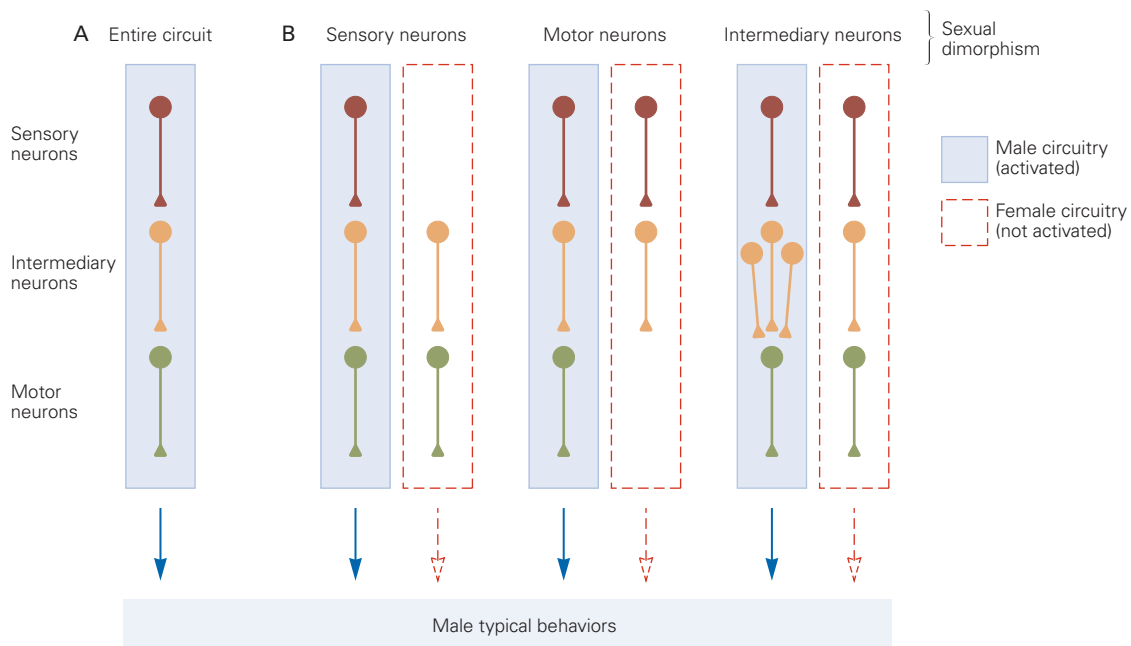 A Entire circuit
B Sensory neurons
Motor neurons
Intermediary neurons
Sexual
dimorphism
Sensory
neurons
Intermediary
neurons
Motor
neurons
Male circuitry
(activated)
Female circuitry
(not activated)
Male typical behaviors